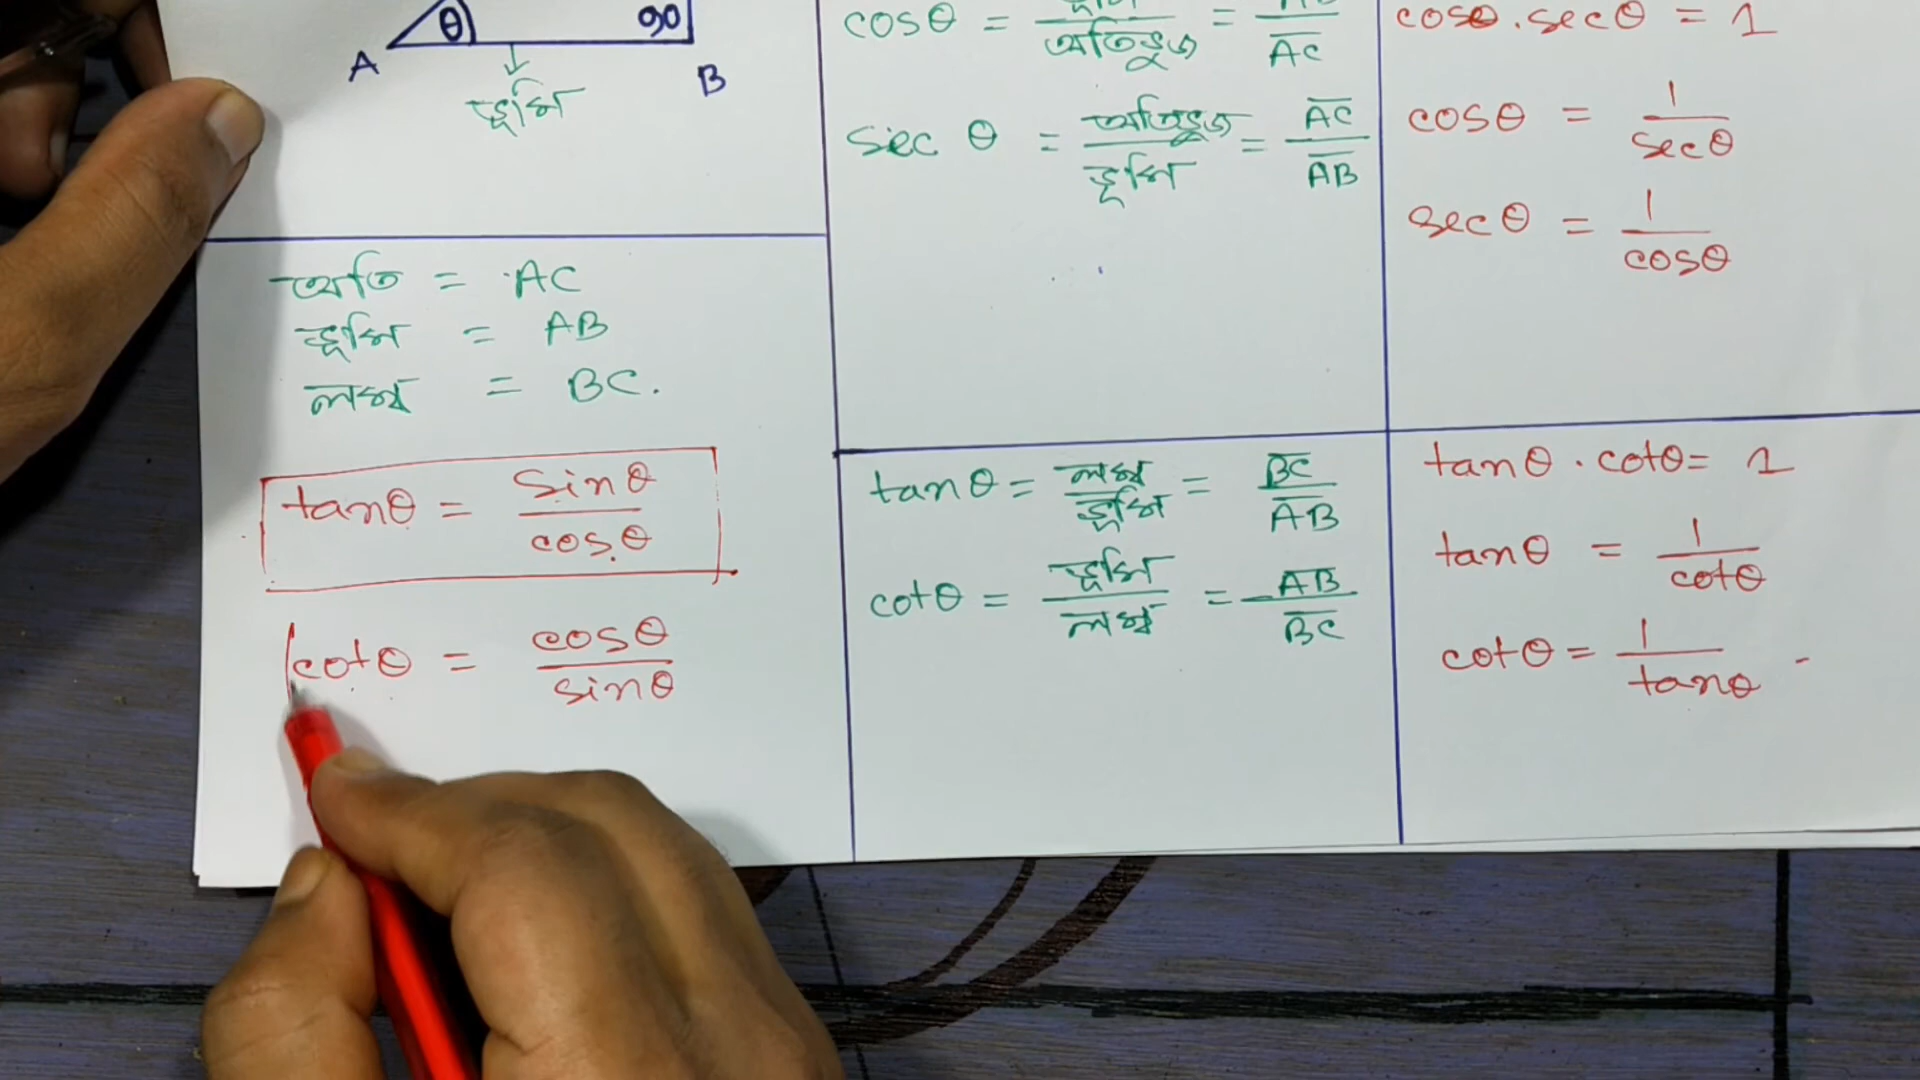 θ 90
A B
ভূমি
অতি = AC
ভূমি = AB
লম্ব = BC.
tanθ = sinθ / cosθ
cotθ = cosθ / sinθ
cosθ = / অতিভুজ = / AC
sec θ = অতিভুজ / ভূমি = AC / AB
tanθ = লম্ব / ভূমি = BC / AB
cotθ = ভূমি / লম্ব = AB / BC
cosθ . secθ = 1
cosθ = 1 / secθ
secθ = 1 / cosθ
tanθ . cotθ = 1
tanθ = 1 / cotθ
cotθ = 1 / tanθ